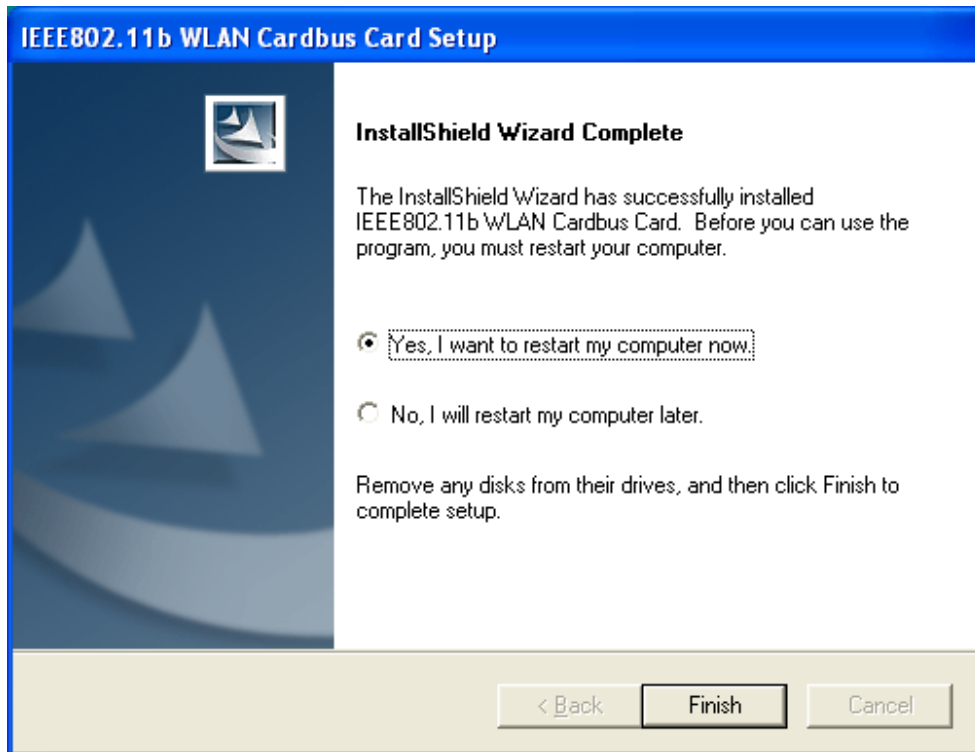 IEEE802.11b WLAN Cardbus Card Setup
InstallShield Wizard Complete
The InstallShield Wizard has successfully installed
IEEE802.11b WLAN Cardbus Card.  Before you can use the
program, you must restart your computer.
Yes, I want to restart my computer now.
No, I will restart my computer later.
Remove any disks from their drives, and then click Finish to
complete setup.
< Back
Finish
Cancel